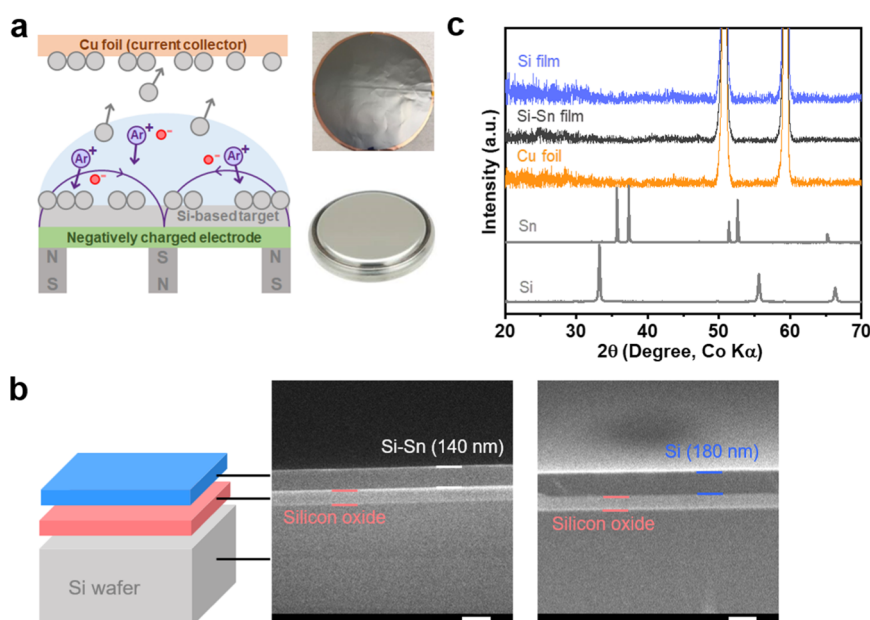 a
Cu foil (current collector)
Ar+
-
Ar+
-
Ar+
-
Si-based target
Negatively charged electrode
N
S
S
N
N
S
c
Intensity (a.u.)
Si film
Si-Sn film
Cu foil
Sn
Si
20 30 40 50 60 70
2θ (Degree, Co Kα)
b
Si wafer
Si-Sn (140 nm)
Silicon oxide
Si (180 nm)
Silicon oxide